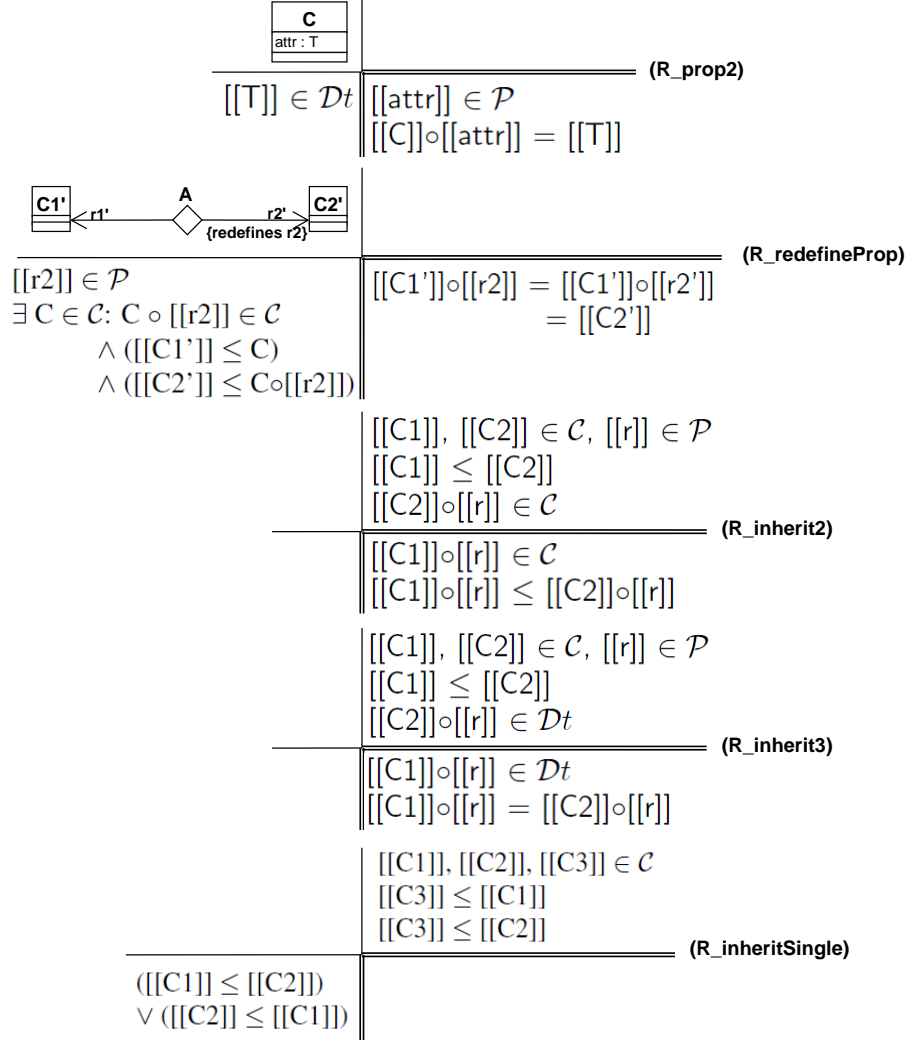 C
attr : T
(R_prop2)
[[T]] ∈ 𝒟t
[[attr]] ∈ 𝒫
[[C]]∘[[attr]] = [[T]]
C1' r1' A r2' C2'
{redefines r2}
(R_redefineProp)
[[r2]] ∈ 𝒫
∃ C ∈ 𝒞: C ∘ [[r2]] ∈ 𝒞
∧ ([[C1']] ≤ C)
∧ ([[C2']] ≤ C∘[[r2]])
[[C1']]∘[[r2]] = [[C1']]∘[[r2']]
= [[C2']]
[[C1]], [[C2]] ∈ 𝒞, [[r]] ∈ 𝒫
[[C1]] ≤ [[C2]]
[[C2]]∘[[r]] ∈ 𝒞
(R_inherit2)
[[C1]]∘[[r]] ∈ 𝒞
[[C1]]∘[[r]] ≤ [[C2]]∘[[r]]
[[C1]], [[C2]] ∈ 𝒞, [[r]] ∈ 𝒫
[[C1]] ≤ [[C2]]
[[C2]]∘[[r]] ∈ 𝒟t
(R_inherit3)
[[C1]]∘[[r]] ∈ 𝒟t
[[C1]]∘[[r]] = [[C2]]∘[[r]]
[[C1]], [[C2]], [[C3]] ∈ 𝒞
[[C3]] ≤ [[C1]]
[[C3]] ≤ [[C2]]
(R_inheritSingle)
([[C1]] ≤ [[C2]])
∨ ([[C2]] ≤ [[C1]])